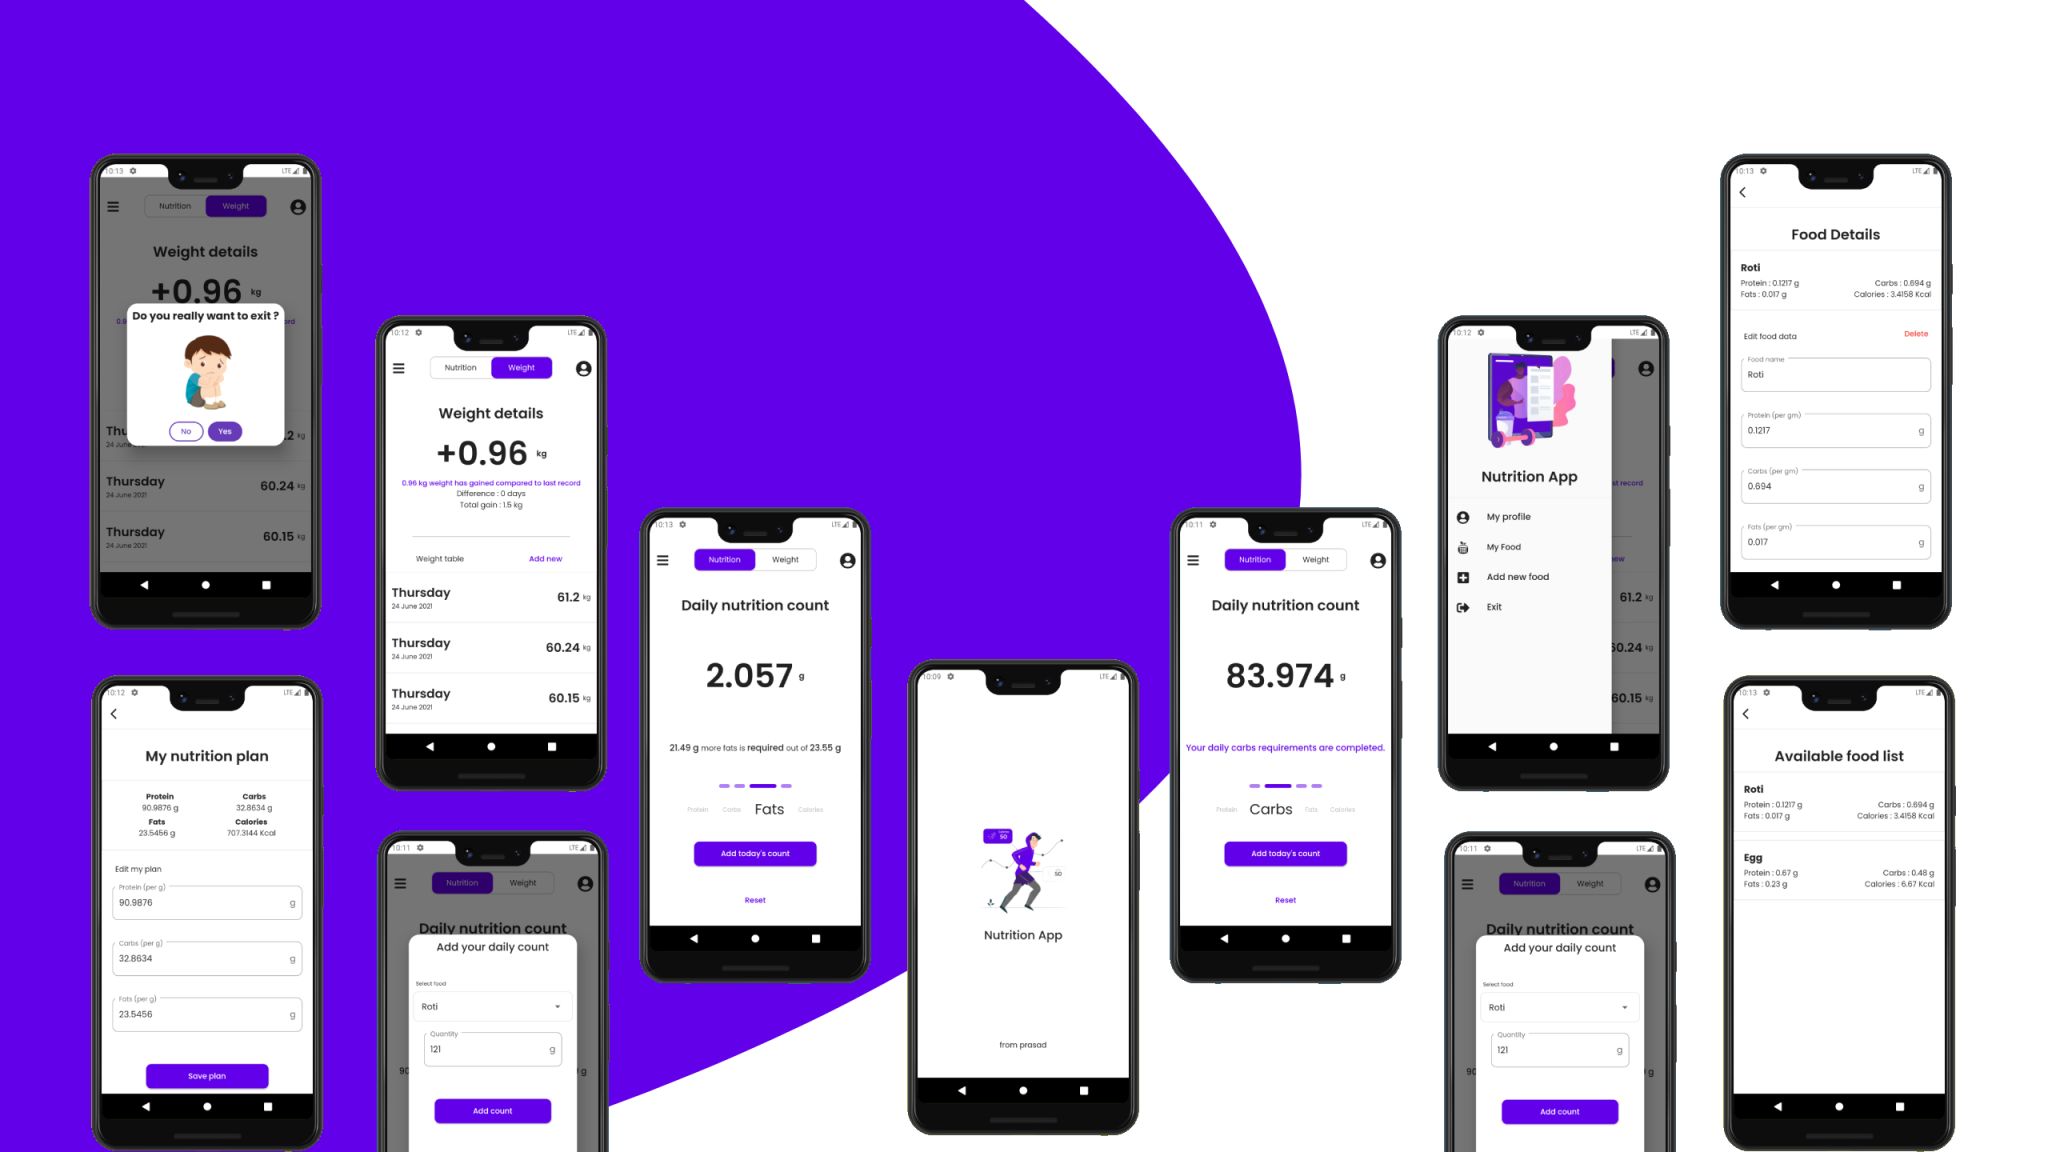 10:13
LTE
Nutrition
Weight
Weight details
+0.96 kg
Do you really want to exit ?
No
Yes
24 June
Thursday
24 June 2021
60.24 kg
Thursday
24 June 2021
60.15 kg
10:12
LTE
My nutrition plan
Protein
Carbs
90.9876 g
32.8634 g
Fats
Calories
23.5456 g
707.3144 Kcal
Edit my plan
Protein (per g)
90.9876
g
Carbs (per g)
32.8634
g
Fats (per g)
23.5456
g
Save plan
10:12
LTE
Nutrition
Weight
Weight details
+0.96 kg
0.96 kg weight has gained compared to last record
Difference : 0 days
Total gain : 1.5 kg
Weight table
Add new
Thursday
24 June 2021
61.2 kg
Thursday
24 June 2021
60.24 kg
Thursday
24 June 2021
60.15 kg
10:11
LTE
Nutrition
Weight
Daily nutrition count
Add your daily count
Select food
Roti
Quantity
121
g
90
g
Add count
10:13
LTE
Nutrition
Weight
Daily nutrition count
2.057 g
21.49 g more fats is required out of 23.55 g
Protein Carbs Fats Calories
Add today's count
Reset
10:09
LTE
50
50
Nutrition App
from prasad
10:11
LTE
Nutrition
Weight
Daily nutrition count
83.974 g
Your daily carbs requirements are completed.
Protein Carbs Fats Calories
Add today's count
Reset
10:12
LTE
Nutrition App
My profile
My Food
Add new food
Exit
st record
ew
61.2 kg
60.24 kg
60.15 kg
10:11
LTE
Nutrition
Weight
Daily nutrition count
Add your daily count
Select food
Roti
Quantity
121
g
90
g
Add count
10:13
LTE
Food Details
Roti
Protein : 0.1217 g
Carbs : 0.694 g
Fats : 0.017 g
Calories : 3.4158 Kcal
Edit food data
Delete
Food name
Roti
Protein (per gm)
0.1217
g
Carbs (per gm)
0.694
g
Fats (per gm)
0.017
g
10:13
LTE
Available food list
Roti
Protein : 0.1217 g
Carbs : 0.694 g
Fats : 0.017 g
Calories : 3.4158 Kcal
Egg
Protein : 0.67 g
Carbs : 0.48 g
Fats : 0.23 g
Calories : 6.67 Kcal